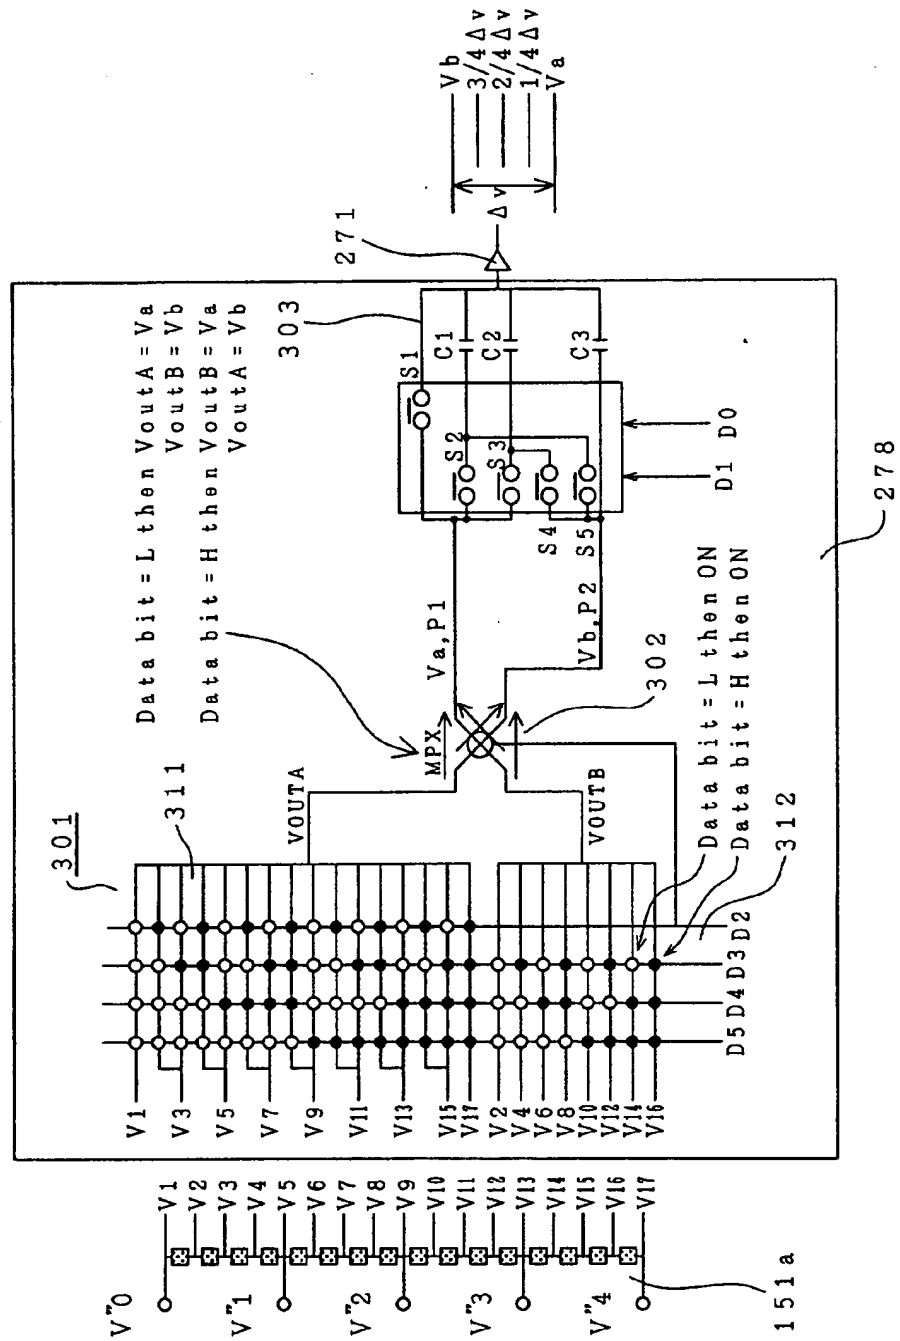 V"0
V"1
V"2
V"3
V"4
151a
V1
V2
V3
V4
V5
V6
V7
V8
V9
V10
V11
V12
V13
V14
V15
V16
V17
301
311
V1
V3
V5
V7
V9
V11
V13
V15
V17
V2
V4
V6
V8
V10
V12
V14
V16
D5 D4 D3 D2
312
VOUTA
VOUTB
MPX
302
Data bit = L then ON
Data bit = H then ON
Data bit = L then VoutA = Va
VoutB = Vb
Data bit = H then VoutB = Va
VoutA = Vb
Va, P1
Vb, P2
S1
S2
S3
S4
S5
C1
C2
C3
D1
D0
303
278
271
Δv
Vb
3/4Δv
2/4Δv
1/4Δv
Va